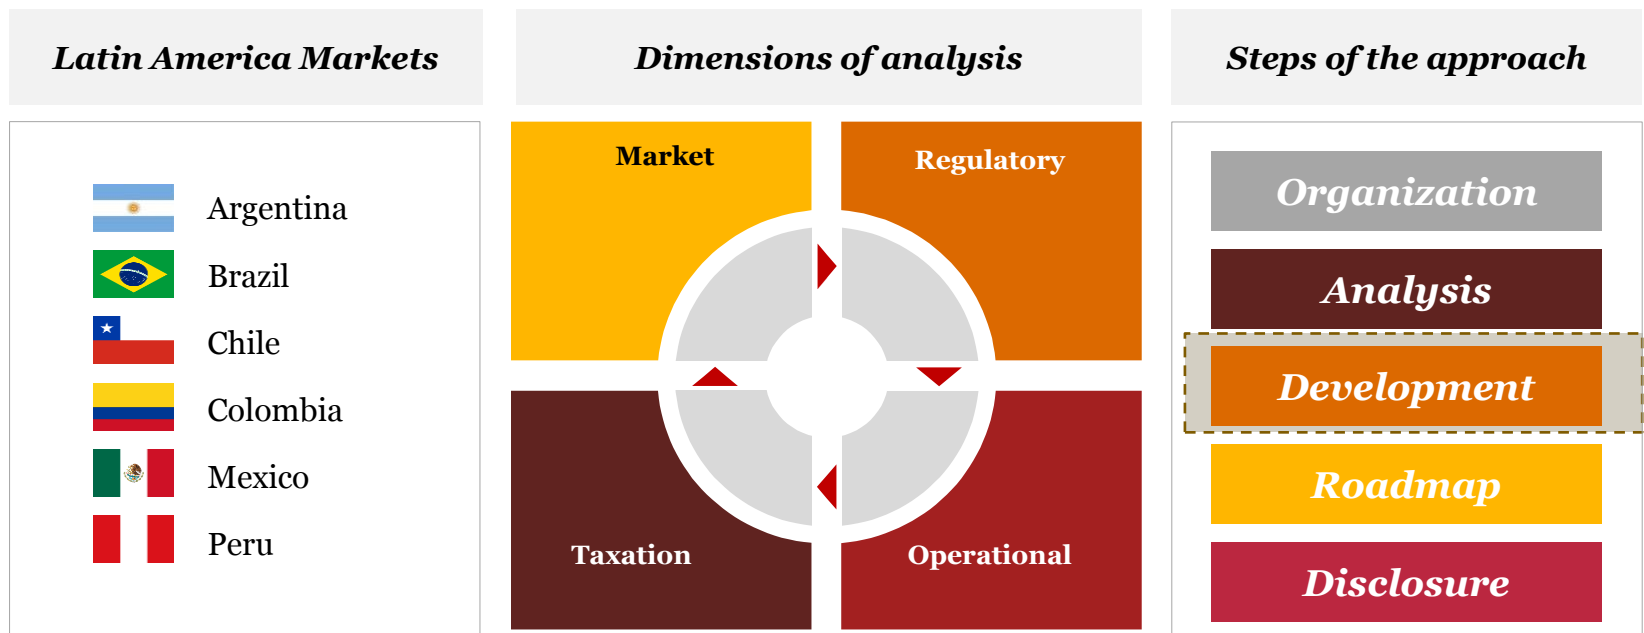 Latin America Markets
Dimensions of analysis
Steps of the approach
Argentina
Brazil
Chile
Colombia
Mexico
Peru
Market
Regulatory
Taxation
Operational
Organization
Analysis
Development
Roadmap
Disclosure